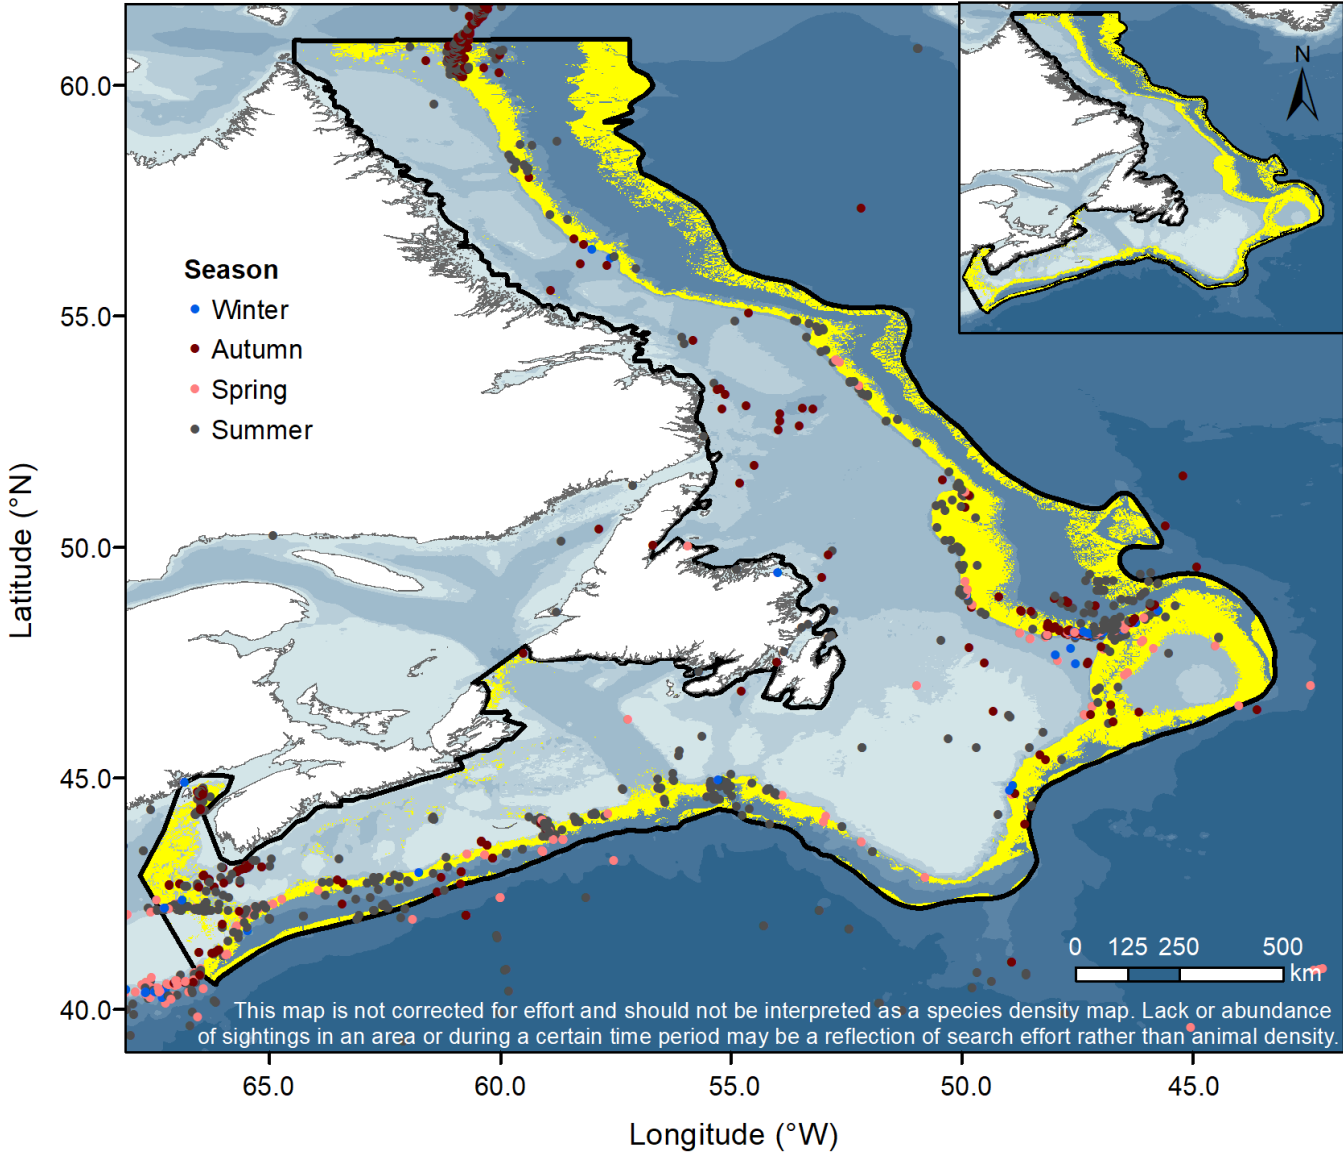 N
60.0
55.0
50.0
45.0
40.0
Latitude (°N)
Season
Winter
Autumn
Spring
Summer
0 125 250 500
km
This map is not corrected for effort and should not be interpreted as a species density map. Lack or abundance
of sightings in an area or during a certain time period may be a reflection of search effort rather than animal density.
65.0 60.0 55.0 50.0 45.0
Longitude (°W)